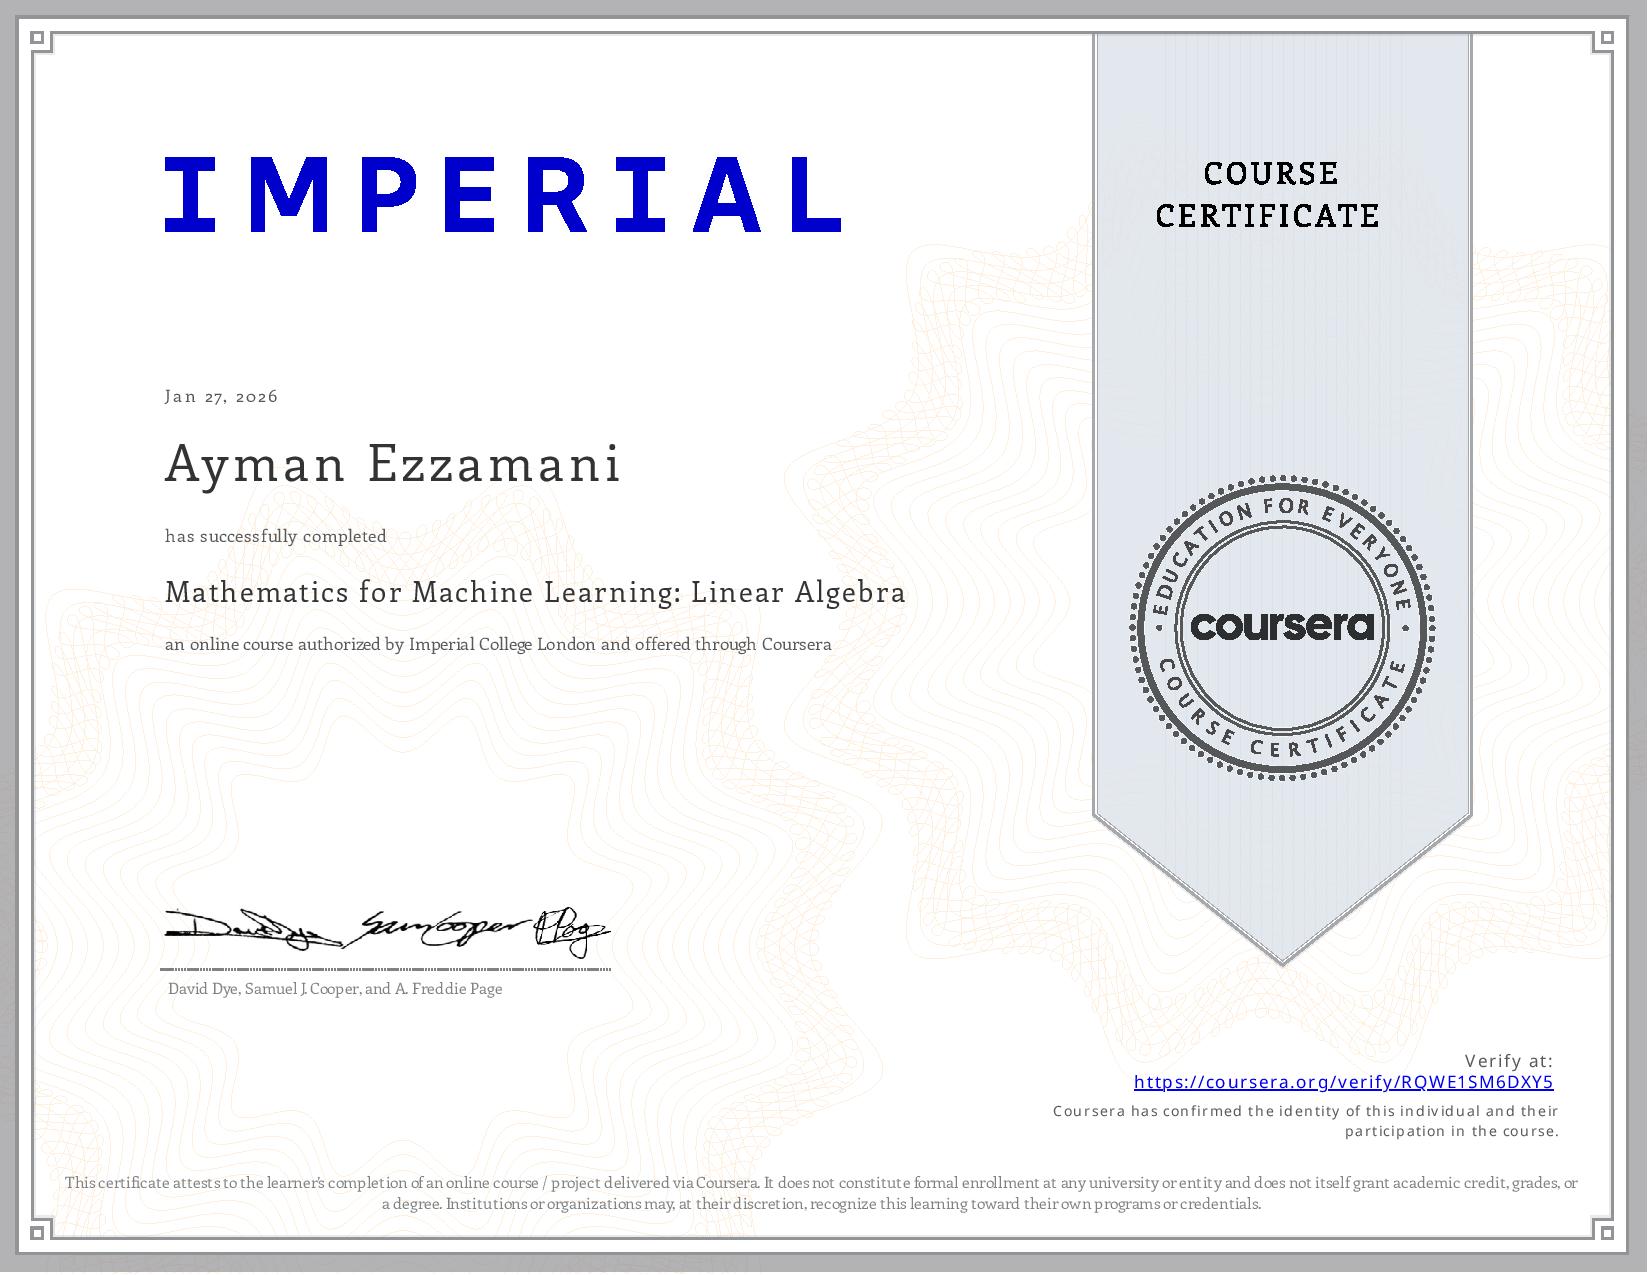 IMPERIAL
COURSE
CERTIFICATE
Jan 27, 2026
Ayman Ezzamani
has successfully completed
Mathematics for Machine Learning: Linear Algebra
an online course authorized by Imperial College London and offered through Coursera
EDUCATION FOR EVERYONE
coursera
COURSE CERTIFICATE
David Dye, Samuel J. Cooper, and A. Freddie Page
Verify at:
https://coursera.org/verify/RQWE1SM6DXY5
Coursera has confirmed the identity of this individual and their
participation in the course.
This certificate attests to the learner's completion of an online course / project delivered via Coursera. It does not constitute formal enrollment at any university or entity and does not itself grant academic credit, grades, or
a degree. Institutions or organizations may, at their discretion, recognize this learning toward their own programs or credentials.